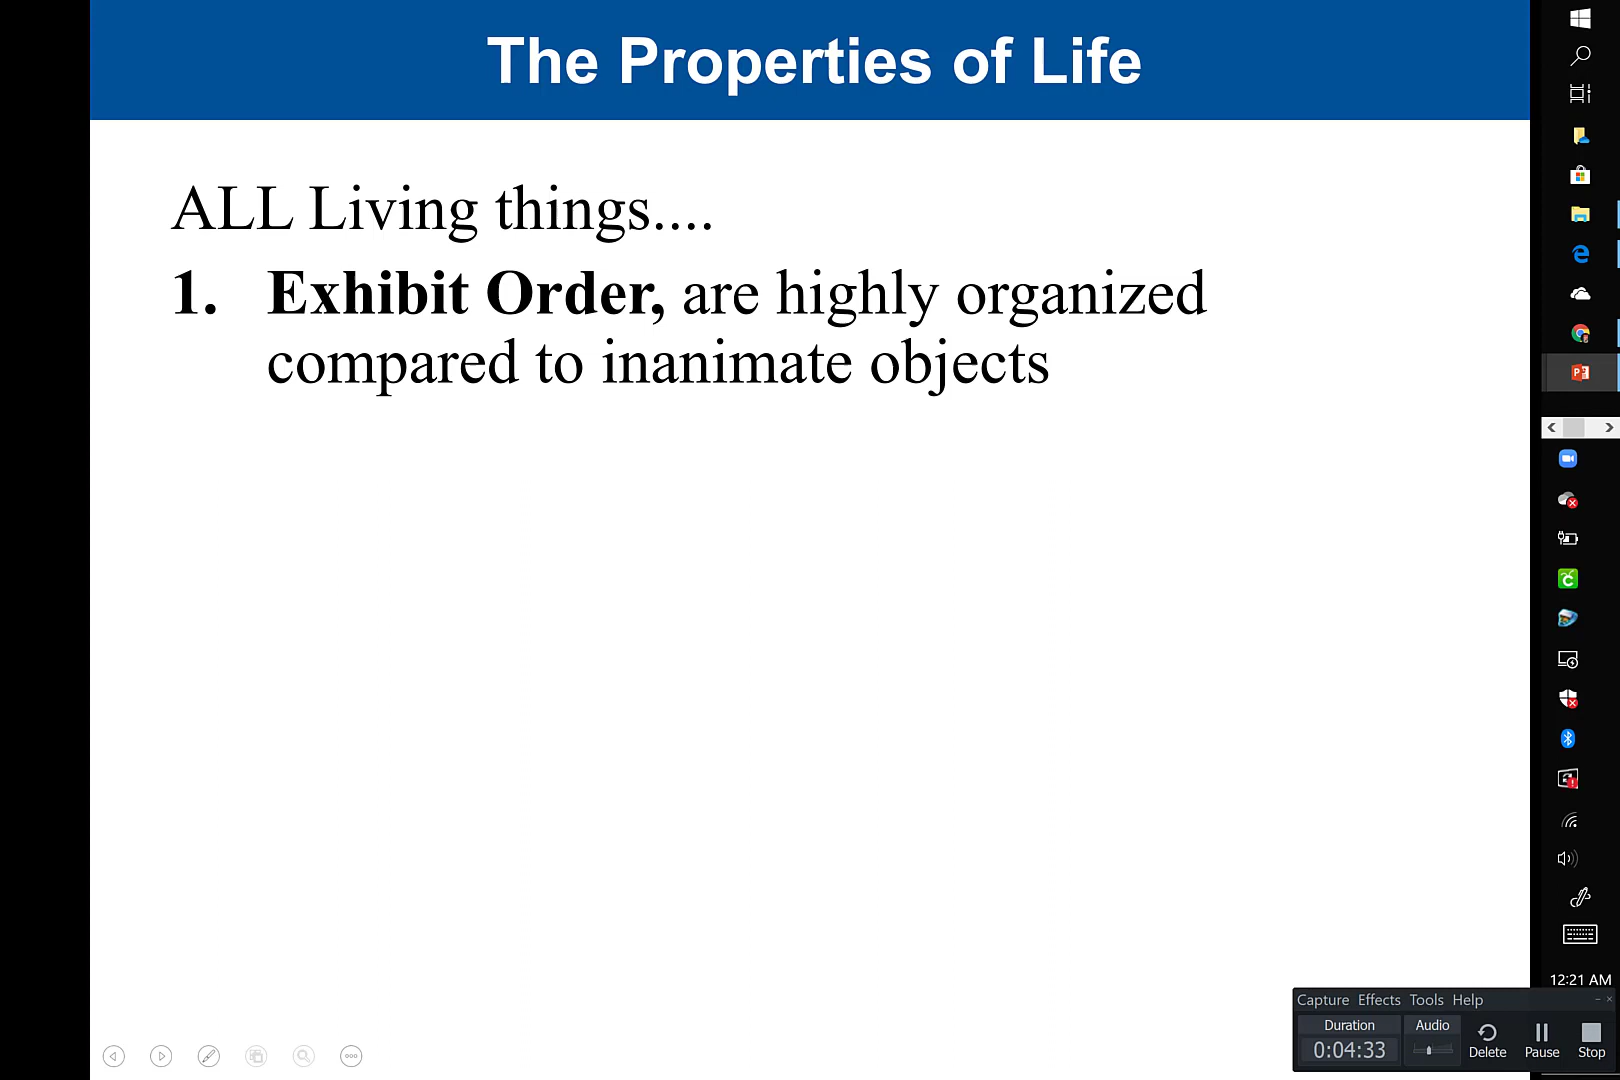 The Properties of Life
ALL Living things....
1. Exhibit Order, are highly organized
compared to inanimate objects
12:21 AM
Capture Effects Tools Help
Duration Audio
0:04:33 Delete Pause Stop